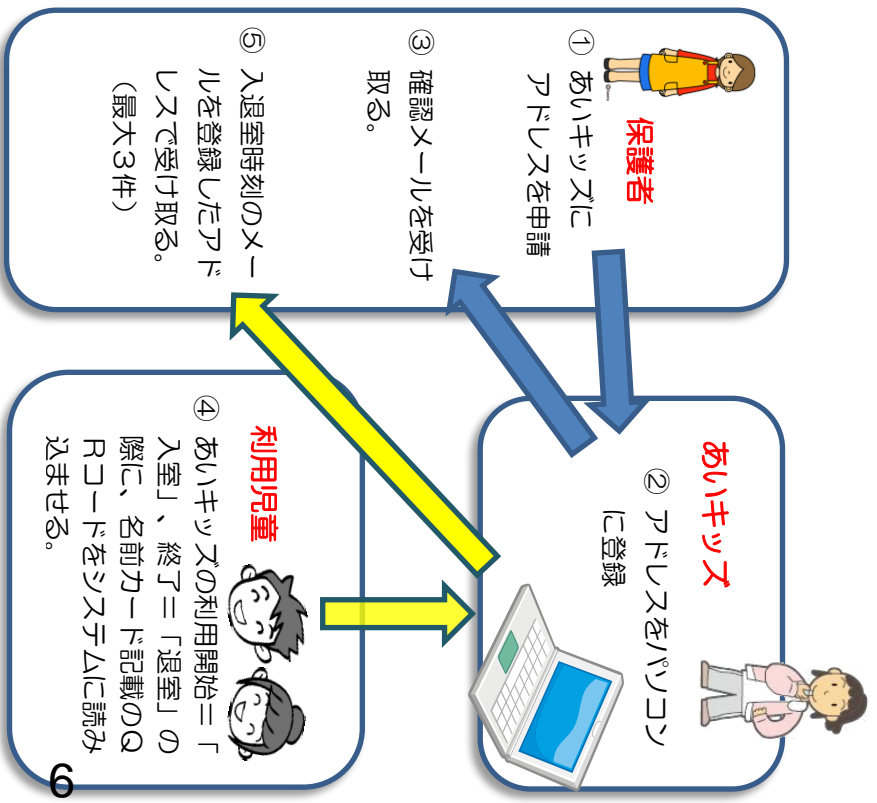 保護者
① あいキッズに
アドレスを申請
③ 確認メールを受け
取る。
⑤ 入退室時刻のメー
ルを登録したアド
レスで受け取る。
（最大３件）
あいキッズ
② アドレスをパソコン
に登録
利用児童
④ あいキッズの利用開始＝「
入室」、終了＝「退室」の
際に、名前カード記載のQ
Rコードをシステムに読み
込ませる。
6